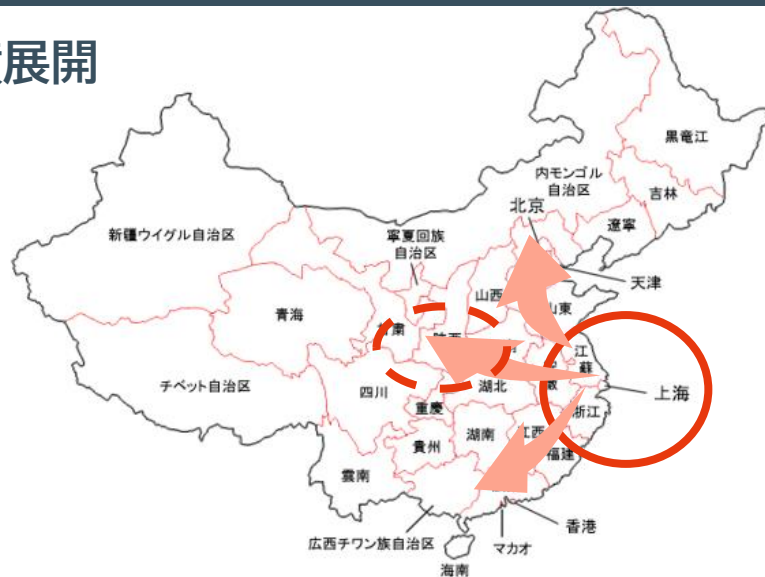 展開
黒竜江
内モンゴル
自治区
吉林
北京
遼寧
新疆ウイグル自治区
寧夏回族
自治区
天津
山西
山東
青海
甘粛
陝西
江
蘇
チベット自治区
四川
湖北
上海
重慶
浙江
湖南
江西
貴州
福建
雲南
香港
広西チワン族自治区
マカオ
海南